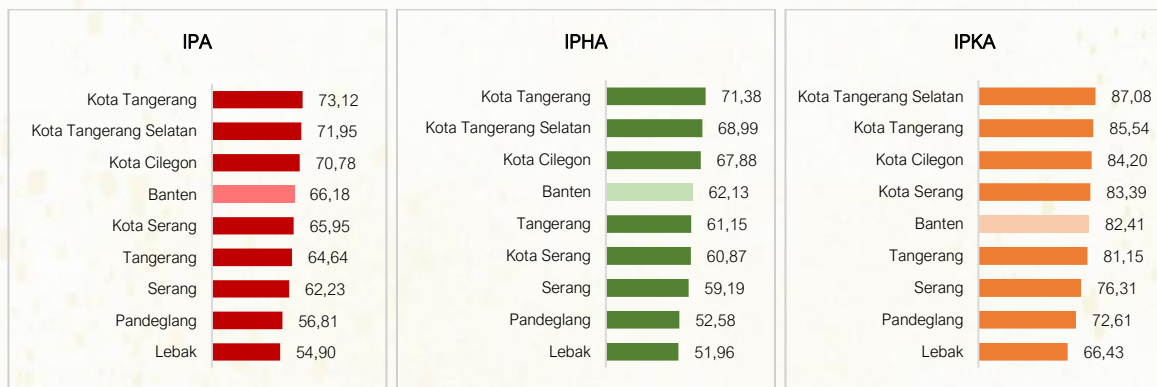 IPA
Kota Tangerang 73,12
Kota Tangerang Selatan 71,95
Kota Cilegon 70,78
Banten 66,18
Kota Serang 65,95
Tangerang 64,64
Serang 62,23
Pandeglang 56,81
Lebak 54,90
IPHA
Kota Tangerang 71,38
Kota Tangerang Selatan 68,99
Kota Cilegon 67,88
Banten 62,13
Tangerang 61,15
Kota Serang 60,87
Serang 59,19
Pandeglang 52,58
Lebak 51,96
IPKA
Kota Tangerang Selatan 87,08
Kota Tangerang 85,54
Kota Cilegon 84,20
Kota Serang 83,39
Banten 82,41
Tangerang 81,15
Serang 76,31
Pandeglang 72,61
Lebak 66,43